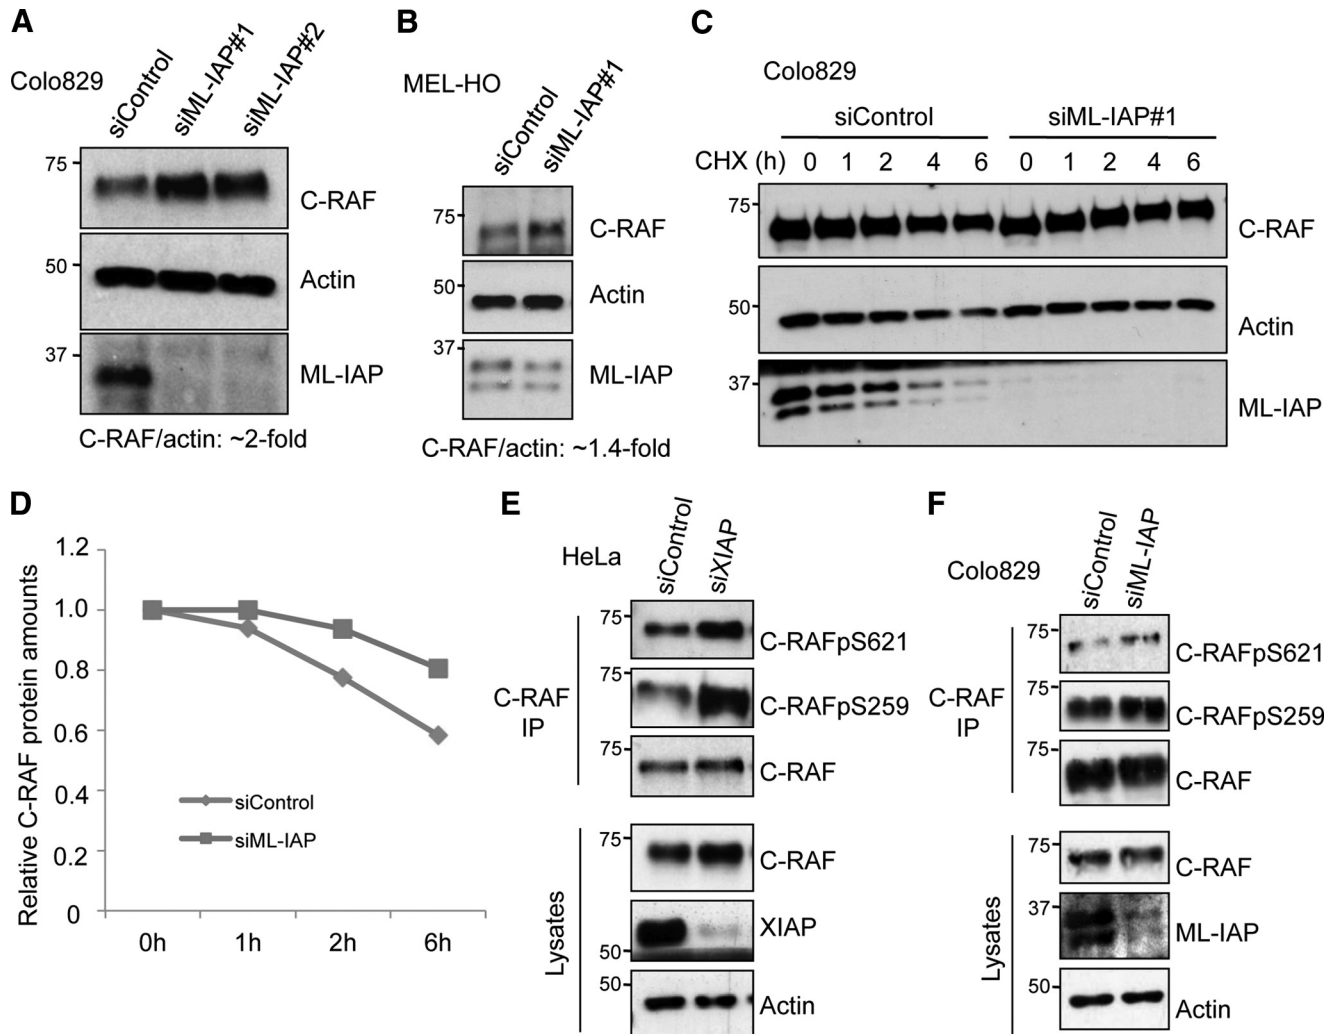 A
Colo829
siControl
siML-IAP#1
siML-IAP#2
75
C-RAF
50
Actin
37
ML-IAP
C-RAF/actin: ~2-fold
B
MEL-HO
siControl
siML-IAP#1
75
C-RAF
50
Actin
37
ML-IAP
C-RAF/actin: ~1.4-fold
C
Colo829
siControl siML-IAP#1
CHX (h) 0 1 2 4 6 0 1 2 4 6
75
C-RAF
50
Actin
37
ML-IAP
D
Relative C-RAF protein amounts
1.2
1.0
0.8
0.6
0.4
0.2
0
siControl
siML-IAP
0h 1h 2h 6h
E
HeLa
siControl
siXIAP
C-RAF
IP
75
C-RAFpS621
75
C-RAFpS259
75
C-RAF
Lysates
75
C-RAF
XIAP
50
50
Actin
F
Colo829
siControl
siML-IAP
C-RAF
IP
75
C-RAFpS621
75
C-RAFpS259
75
C-RAF
Lysates
75
C-RAF
37
ML-IAP
50
Actin